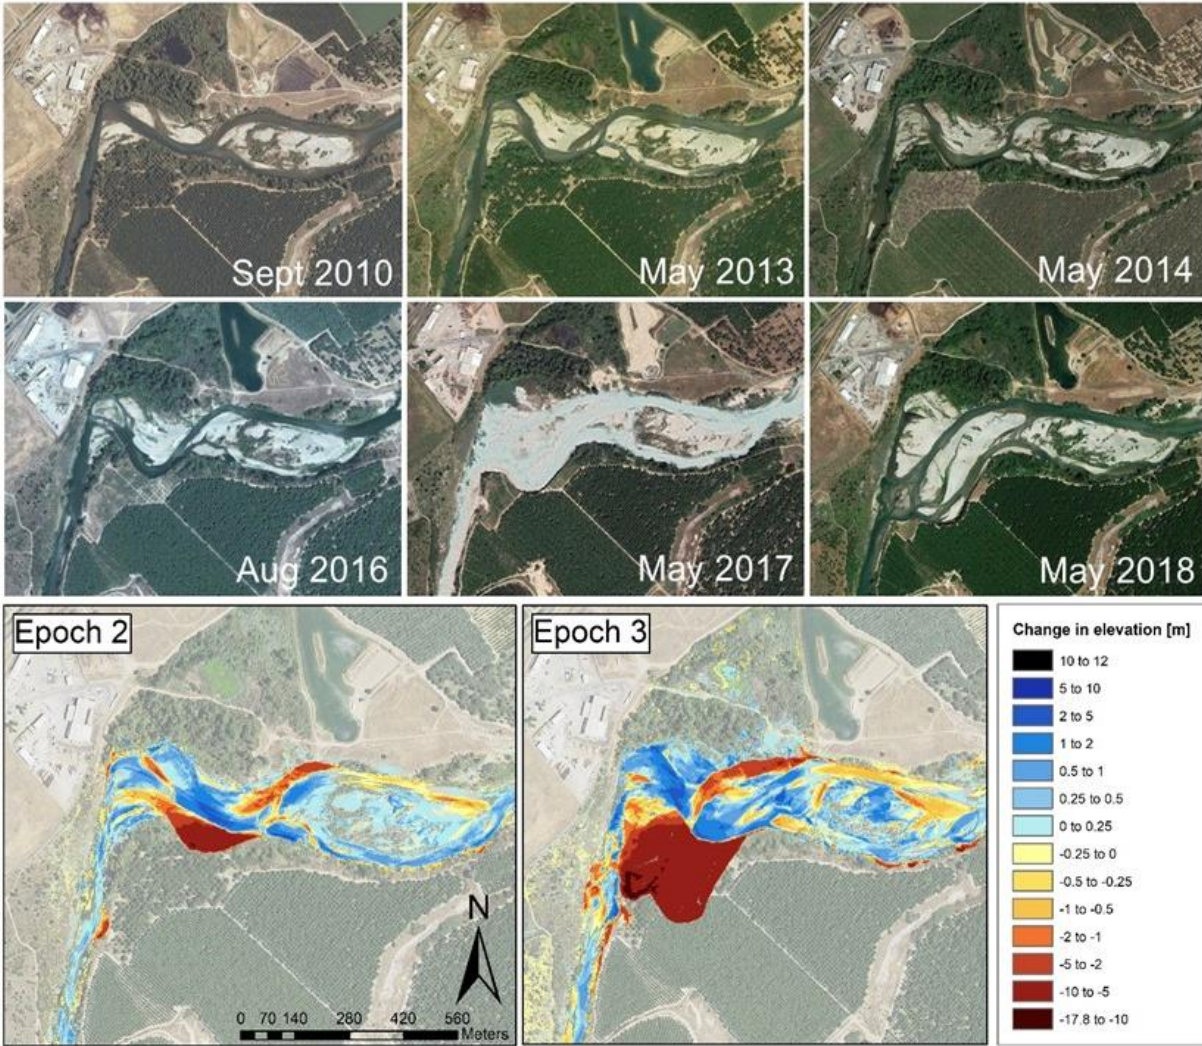 Sept 2010
May 2013
May 2014
Aug 2016
May 2017
May 2018
Epoch 2
N
0 70 140 280 420 560
Meters
Epoch 3
Change in elevation [m]
10 to 12
5 to 10
2 to 5
1 to 2
0.5 to 1
0.25 to 0.5
0 to 0.25
-0.25 to 0
-0.5 to -0.25
-1 to -0.5
-2 to -1
-5 to -2
-10 to -5
-17.8 to -10